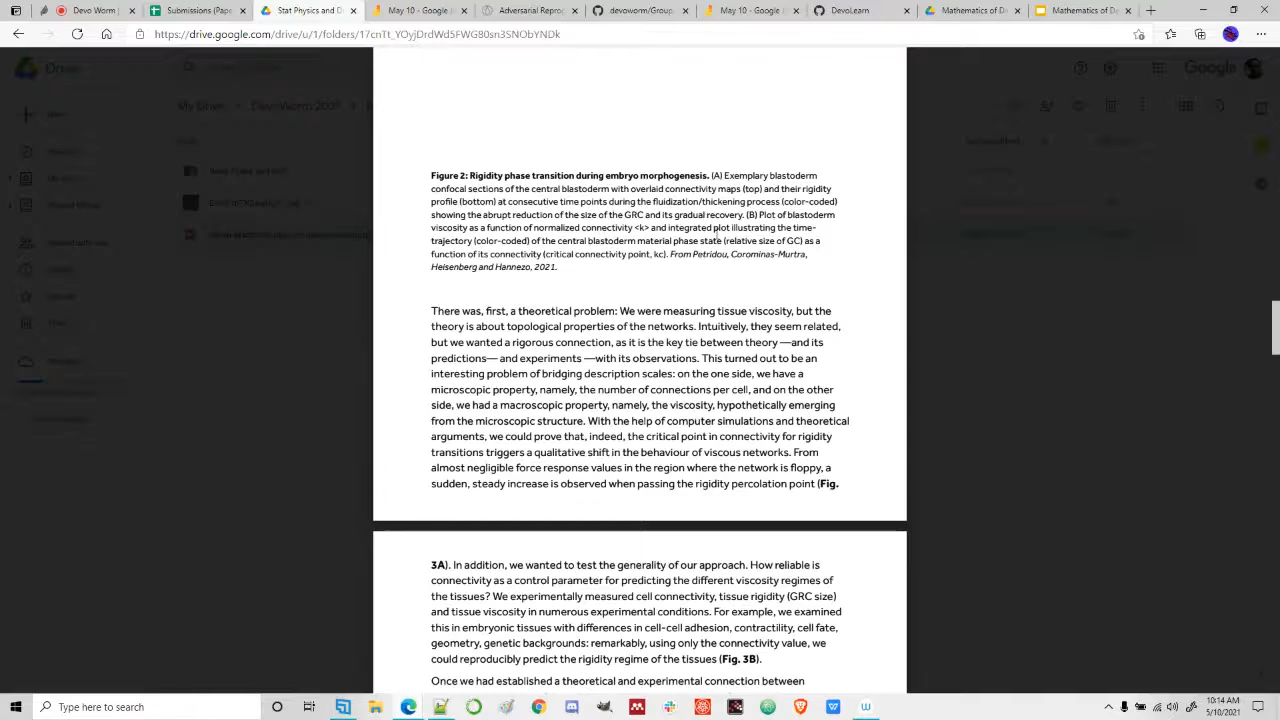 Deve Worm
Submissions Pape
Stat Physics and D
May 10 - Google
Adversarial Repro
devoworm/Group
May 10 - Google
DevoLearn
Mathematics of De
Mathematics of De
https://drive.google.com/drive/u/1/folders/17cnTt_YOyjDrdWd5FWG80sn3SNObYNDk
Google
My Drive
Figure 2: Rigidity phase transition during embryo morphogenesis. (A) Exemplary blastoderm
confocal sections of the central blastoderm with overlaid connectivity maps (top) and their rigidity
profile (bottom) at consecutive time points during the fluidization/thickening process (color-coded)
showing the abrupt reduction of the size of the GRC and its gradual recovery. (B) Plot of blastoderm
viscosity as a function of normalized connectivity <k> and integrated plot illustrating the time-
trajectory (color-coded) of the central blastoderm material phase state (relative size of GC) as a
function of its connectivity (critical connectivity point, kc). From Petridou, Corominas-Murtra,
Heisenberg and Hannezo, 2021.
There was, first, a theoretical problem: We were measuring tissue viscosity, but the
theory is about topological properties of the networks. Intuitively, they seem related,
but we wanted a rigorous connection, as it is the key tie between theory —and its
predictions— and experiments —with its observations. This turned out to be an
interesting problem of bridging description scales: on the one side, we have a
microscopic property, namely, the number of connections per cell, and on the other
side, we had a macroscopic property, namely, the viscosity, hypothetically emerging
from the microscopic structure. With the help of computer simulations and theoretical
arguments, we could prove that, indeed, the critical point in connectivity for rigidity
transitions triggers a qualitative shift in the behaviour of viscous networks. From
almost negligible force response values in the region where the network is floppy, a
sudden, steady increase is observed when passing the rigidity percolation point (Fig.
3A). In addition, we wanted to test the generality of our approach. How reliable is
connectivity as a control parameter for predicting the different viscosity regimes of
the tissues? We experimentally measured cell connectivity, tissue rigidity (GRC size)
and tissue viscosity in numerous experimental conditions. For example, we examined
this in embryonic tissues with differences in cell-cell adhesion, contractility, cell fate,
geometry, genetic backgrounds: remarkably, using only the connectivity value, we
could reproducibly predict the rigidity regime of the tissues (Fig. 3B).
Once we had established a theoretical and experimental connection between
Type here to search
10:14 AM
5/10/2021